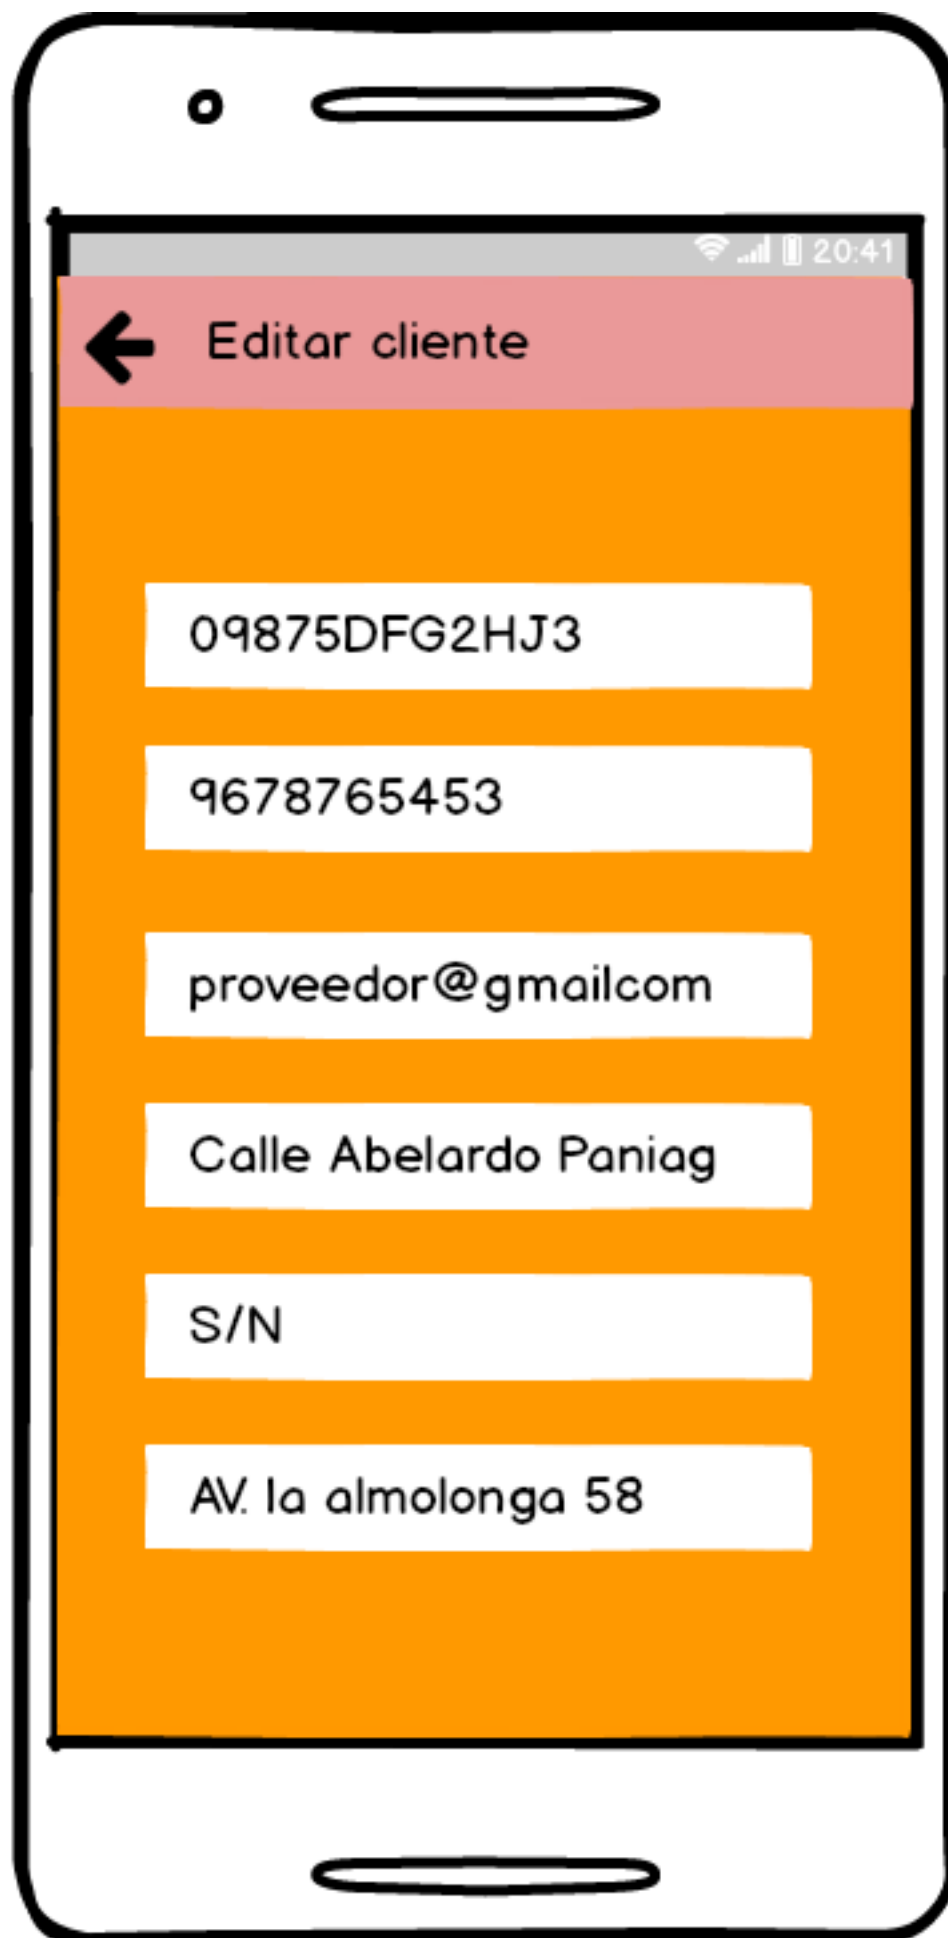 20:41
Editar cliente
09875DFG2HJ3
9678765453
proveedor@gmailcom
Calle Abelardo Paniag
S/N
AV. la almolonga 58